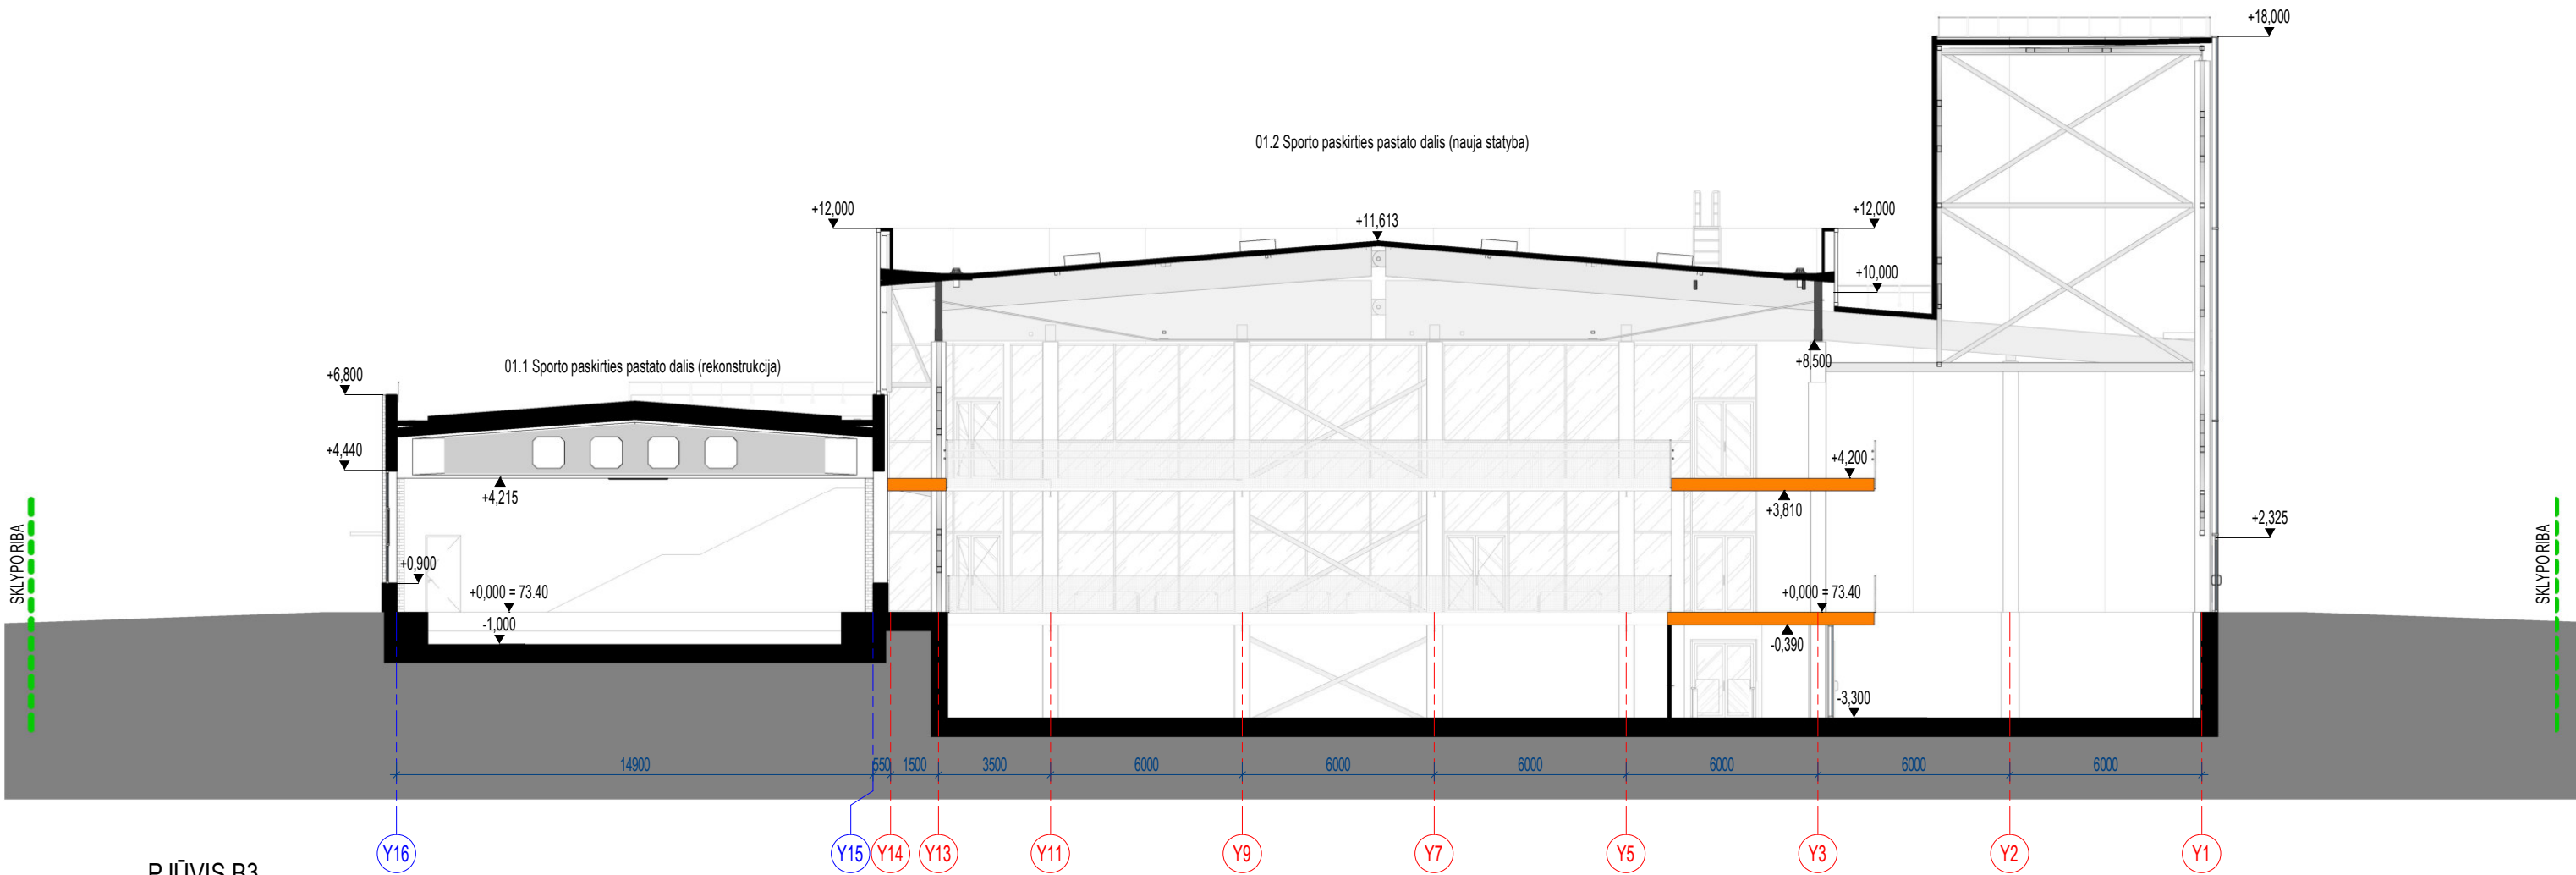 +18,000
01.2 Sporto paskirties pastato dalis (nauja statyba)
+12,000
+11,613
+12,000
+10,000
+8,500
01.1 Sporto paskirties pastato dalis (rekonstrukcija)
+6,800
+4,440
+4,215
+4,200
+3,810
+2,325
SKLYPO RIBA
SKLYPO RIBA
+0,900
+0,000 = 73.40
+0,000 = 73.40
-1,000
-0,390
-3,300
14900 550 1500 3500 6000 6000 6000 6000 6000 6000
Y16 Y15 Y14 Y13 Y11 Y9 Y7 Y5 Y3 Y2 Y1
PJŪVIS B3